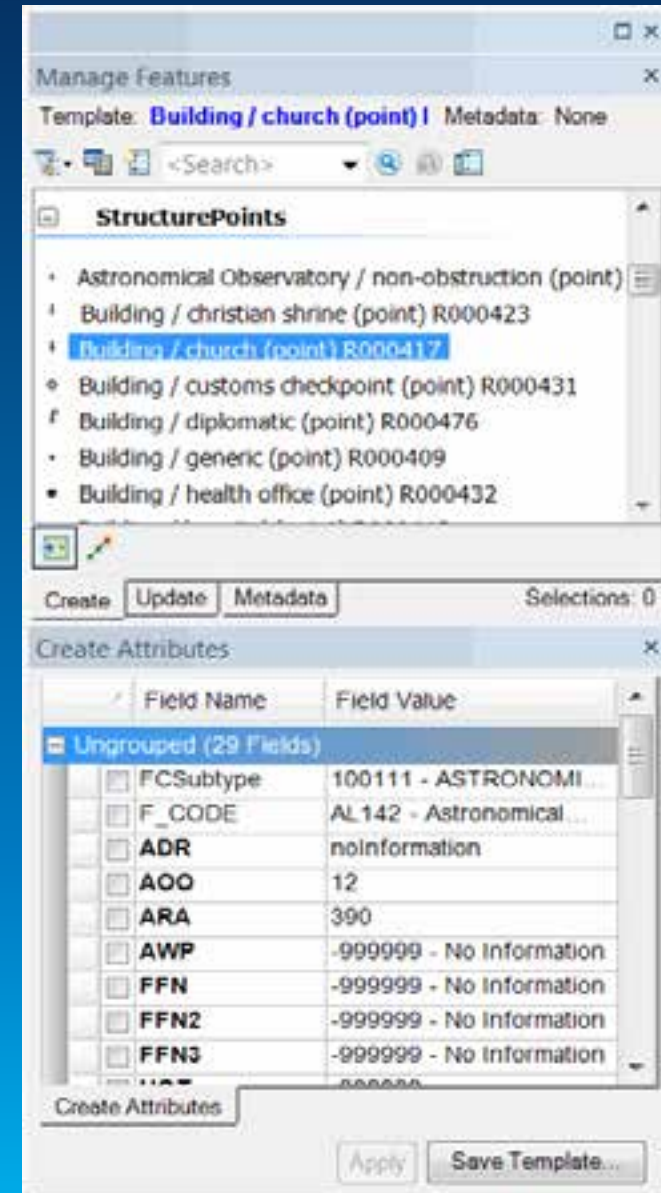 Manage Features
Template: Building / church (point) Metadata: None
<Search>
StructurePoints
Astronomical Observatory / non-obstruction (point)
Building / christian shrine (point) R000423
Building / church (point) R000417
Building / customs checkpoint (point) R000431
Building / diplomatic (point) R000476
Building / generic (point) R000409
Building / health office (point) R000432
Create Update Metadata Selections: 0
Create Attributes
Field Name Field Value
Ungrouped (29 Fields)
FCSubtype 100111 - ASTRONOMI...
F_CODE AL142 - Astronomical...
ADR noInformation
AOO 12
ARA 390
AWP -999999 - No Information
FFN -999999 - No Information
FFN2 -999999 - No Information
FFN3 -999999 - No Information
Create Attributes
Apply Save Template...